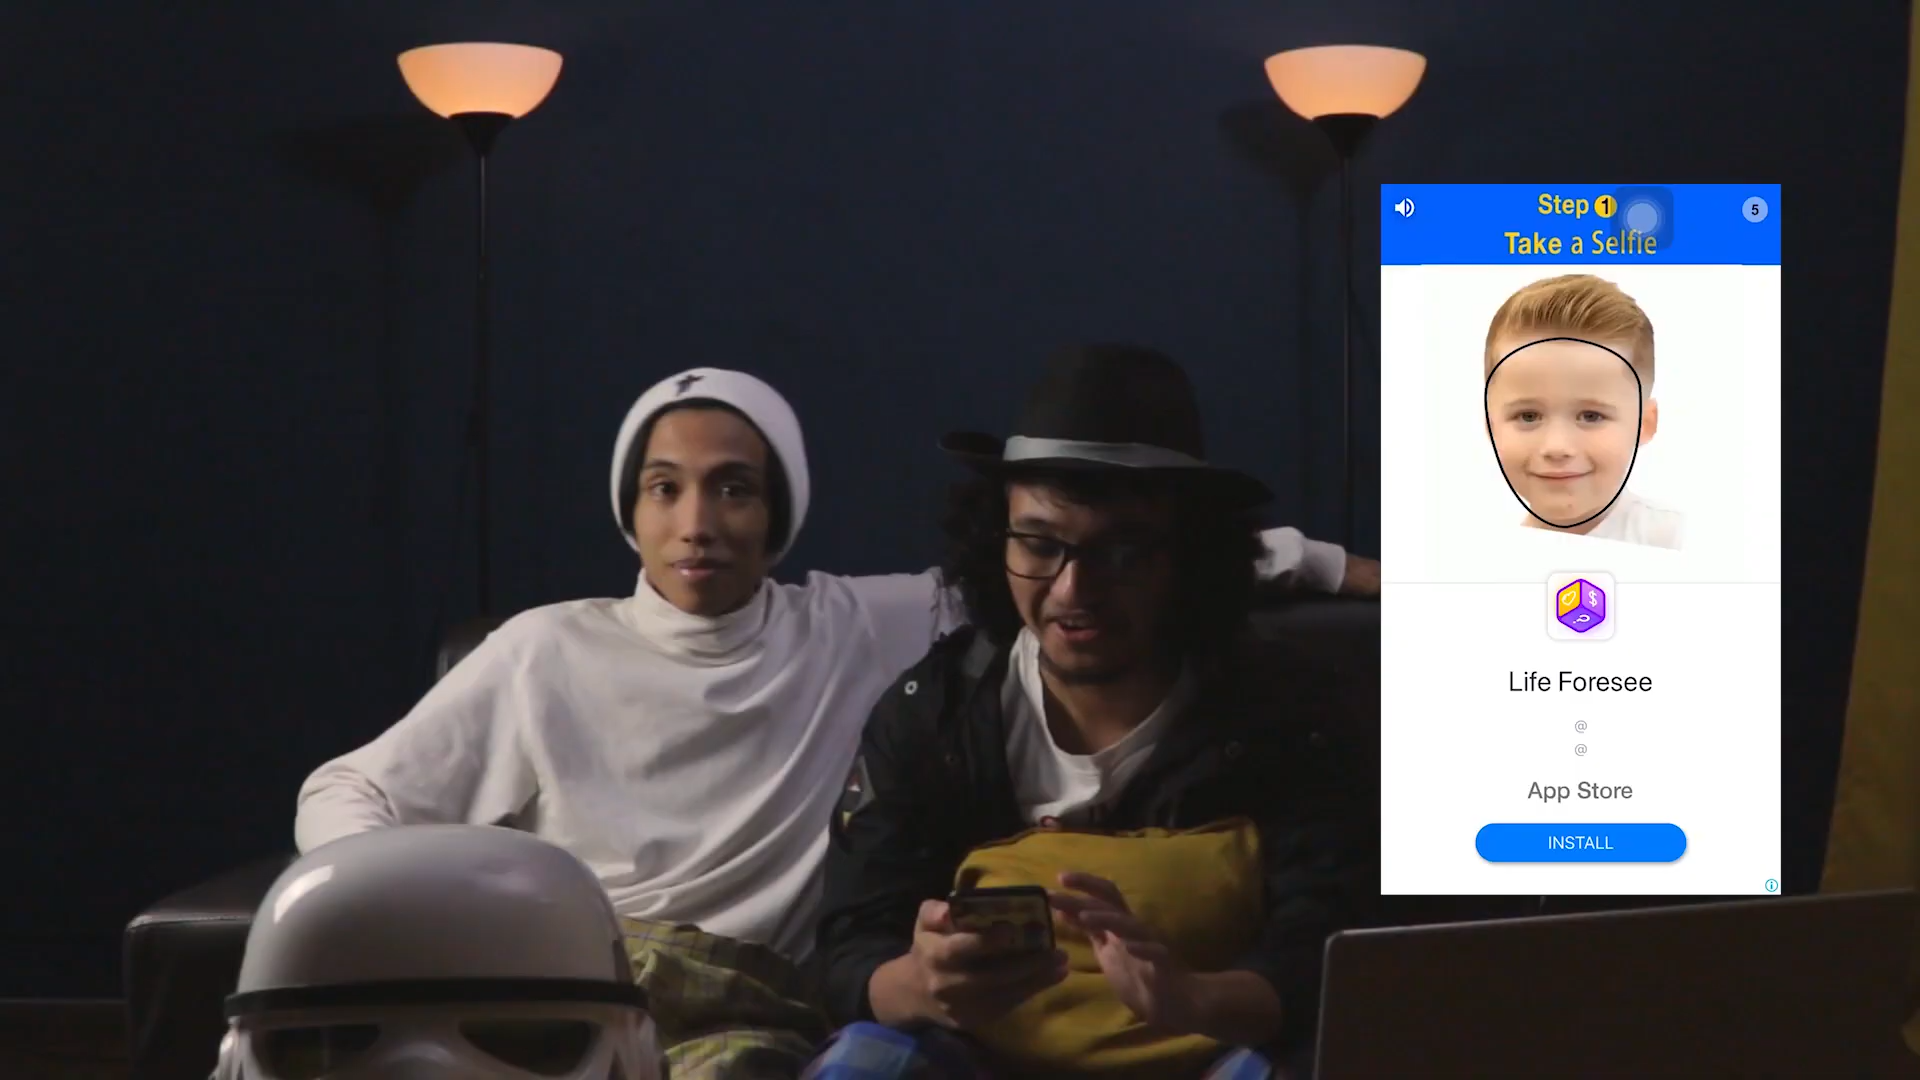 Step 1
5
Take a Selfie
Life Foresee
@
@
App Store
INSTALL